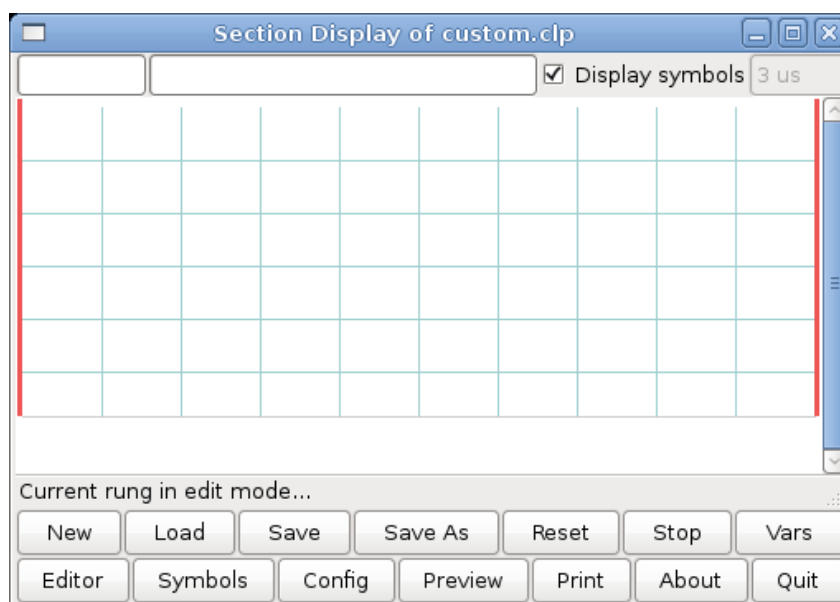 Section Display of custom.clp
Display symbols 3 us
Current rung in edit mode...
New Load Save Save As Reset Stop Vars
Editor Symbols Config Preview Print About Quit